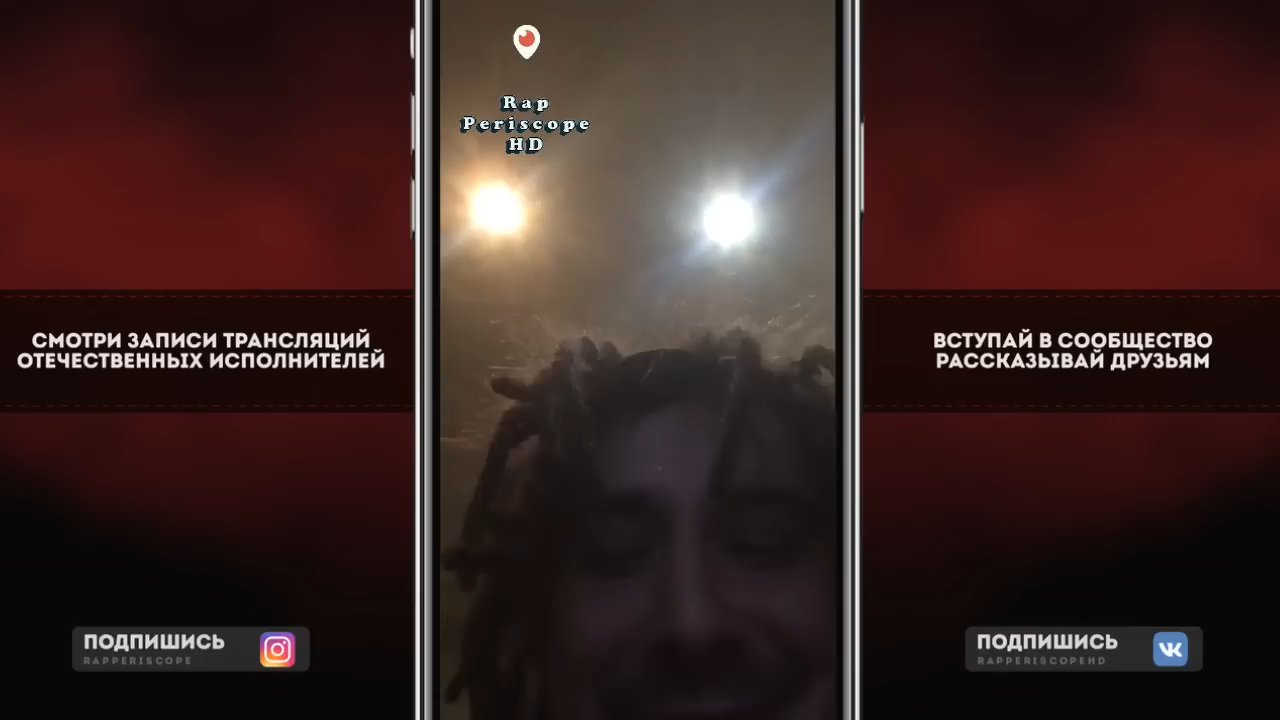 Rap
Periscope
HD
СМОТРИ ЗАПИСИ ТРАНСЛЯЦИЙ
ОТЕЧЕСТВЕННЫХ ИСПОЛНИТЕЛЕЙ
ВСТУПАЙ В СООБЩЕСТВО
РАССКАЗЫВАЙ ДРУЗЬЯМ
ПОДПИШИСЬ
RAPPERISCOPE
ПОДПИШИСЬ
RAPPERISCOPEHD